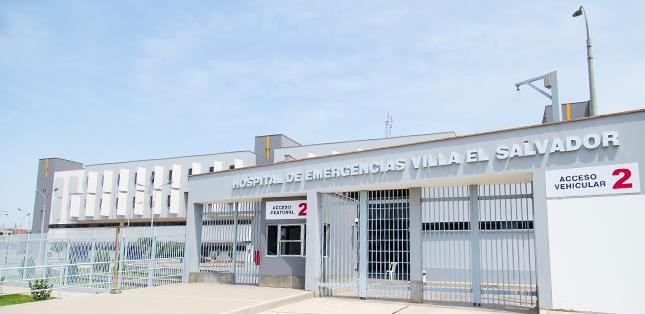 HOSPITAL DE EMERGENCIAS VILLA EL SALVADOR
ACCESO
PEATONAL 2
ACCESO
VEHICULAR 2